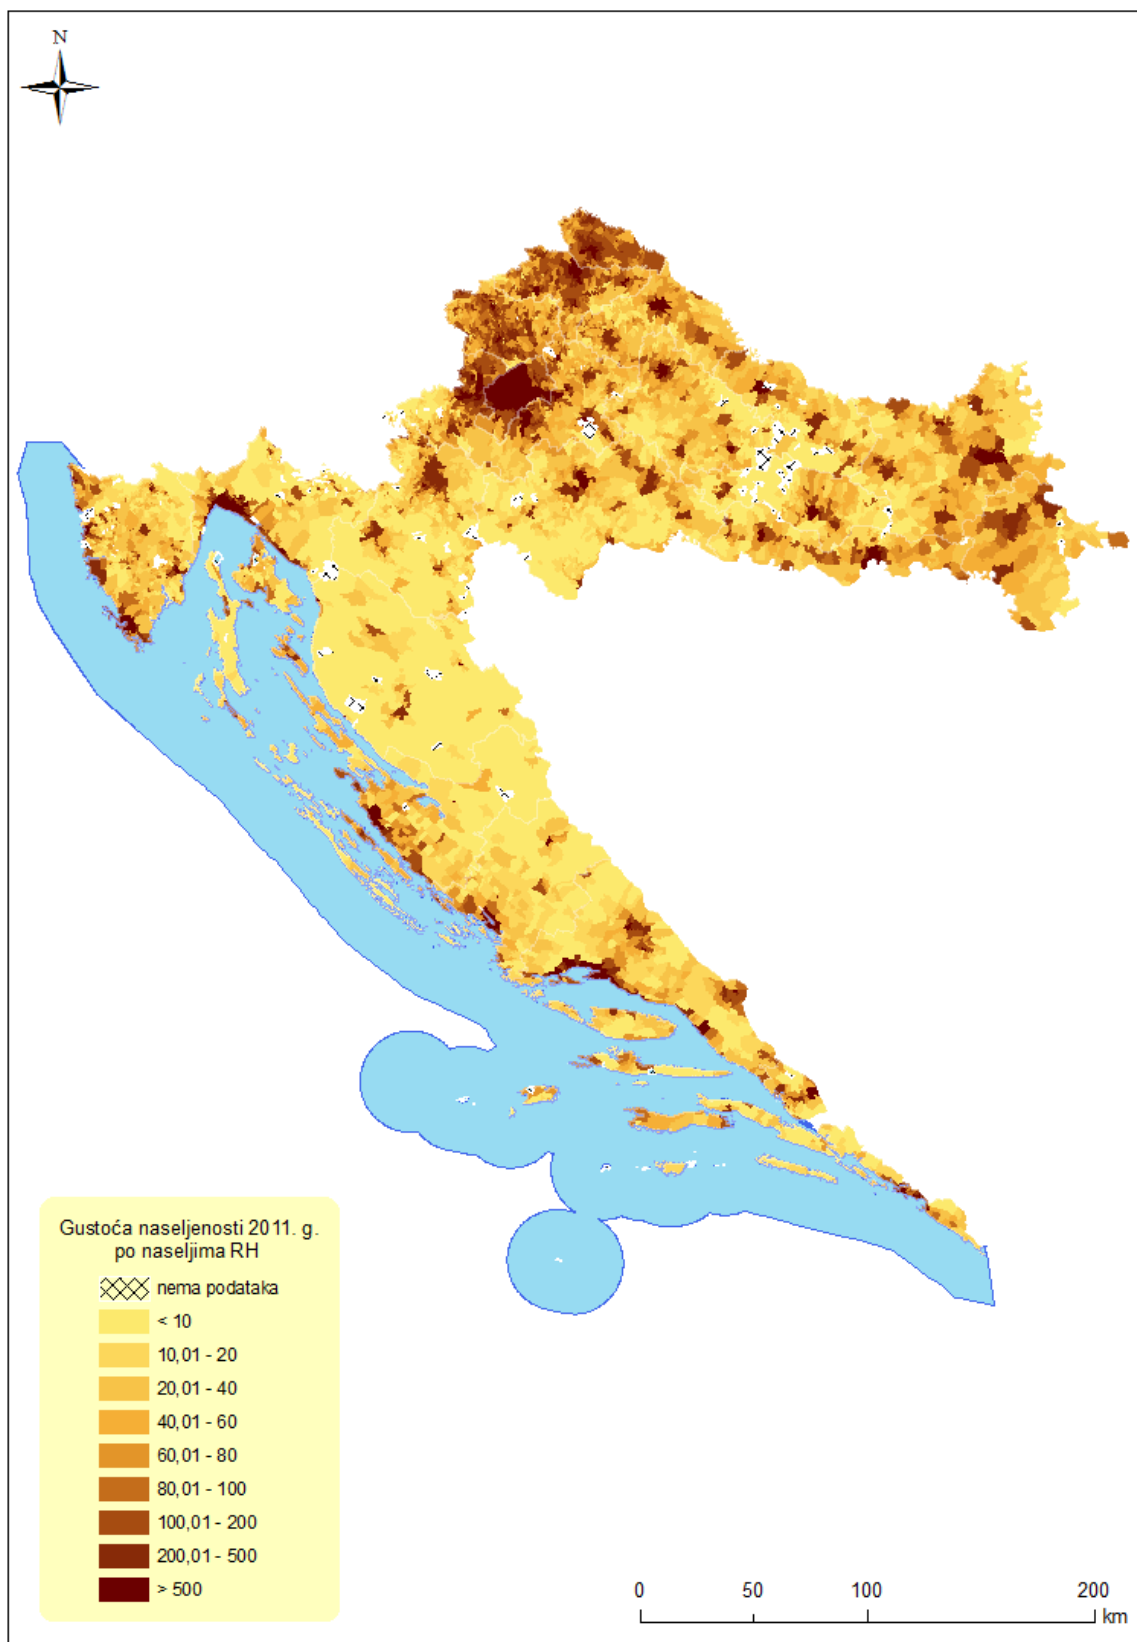 N
Gustoća naseljenosti 2011. g.
po naseljima RH
nema podataka
< 10
10,01 - 20
20,01 - 40
40,01 - 60
60,01 - 80
80,01 - 100
100,01 - 200
200,01 - 500
> 500
0 50 100 200
km